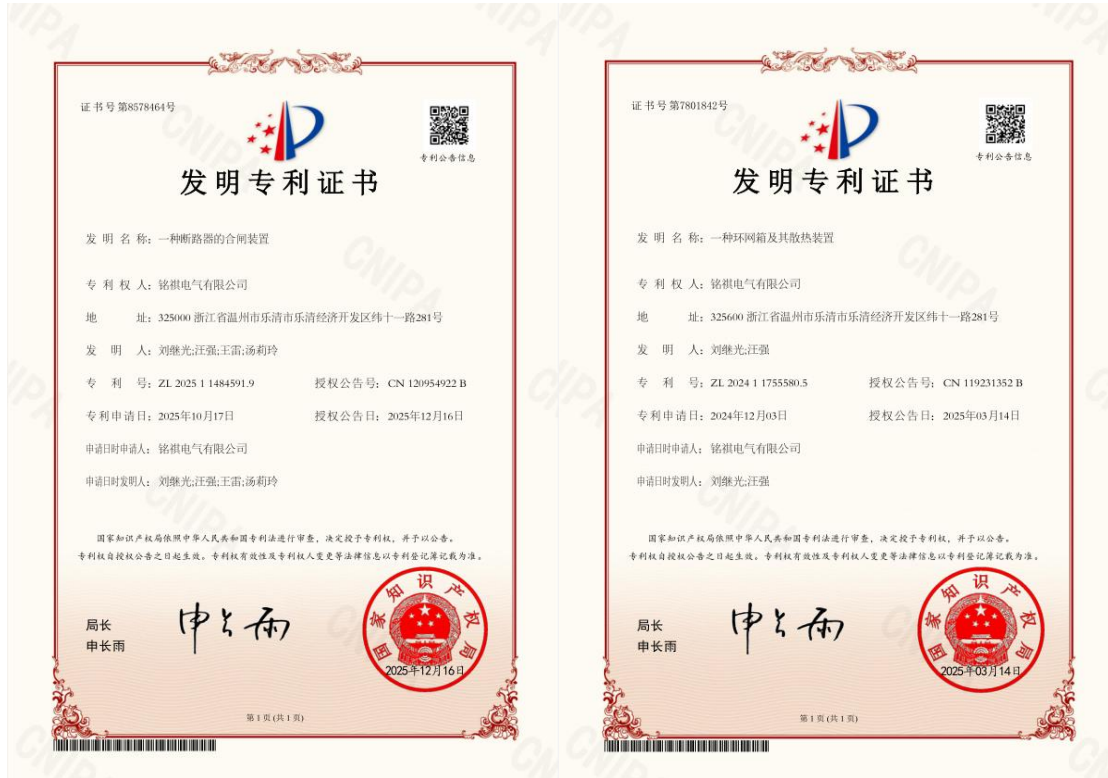 证书号第8578464号
专利公告信息
发明专利证书
发明名称：一种断路器的合闸装置
专利权人：铭祺电气有限公司
地址：325000 浙江省温州市乐清市乐清经济开发区纬十一路281号
发明人：刘继光;汪强;王雷;汤莉玲
专利号：ZL 2025 1 1484591.9 授权公告号：CN 120954922 B
专利申请日：2025年10月17日 授权公告日：2025年12月16日
申请日时申请人：铭祺电气有限公司
申请日时发明人：刘继光;汪强;王雷;汤莉玲
国家知识产权局依照中华人民共和国专利法进行审查，决定授予专利权，并予以公告。
专利权自授权公告之日起生效。专利权有效性及专利权人变更等法律信息以专利登记簿记载为准。
局长
申长雨
申长雨
国家知识产权局
2025年12月16日
第1页(共1页)
证书号第7801842号
专利公告信息
发明专利证书
发明名称：一种环网箱及其散热装置
专利权人：铭祺电气有限公司
地址：325600 浙江省温州市乐清市乐清经济开发区纬十一路281号
发明人：刘继光;汪强
专利号：ZL 2024 1 1755580.5 授权公告号：CN 119231352 B
专利申请日：2024年12月03日 授权公告日：2025年03月14日
申请日时申请人：铭祺电气有限公司
申请日时发明人：刘继光;汪强
国家知识产权局依照中华人民共和国专利法进行审查，决定授予专利权，并予以公告。
专利权自授权公告之日起生效。专利权有效性及专利权人变更等法律信息以专利登记簿记载为准。
局长
申长雨
申长雨
国家知识产权局
2025年03月14日
第1页(共1页)
CNIPA